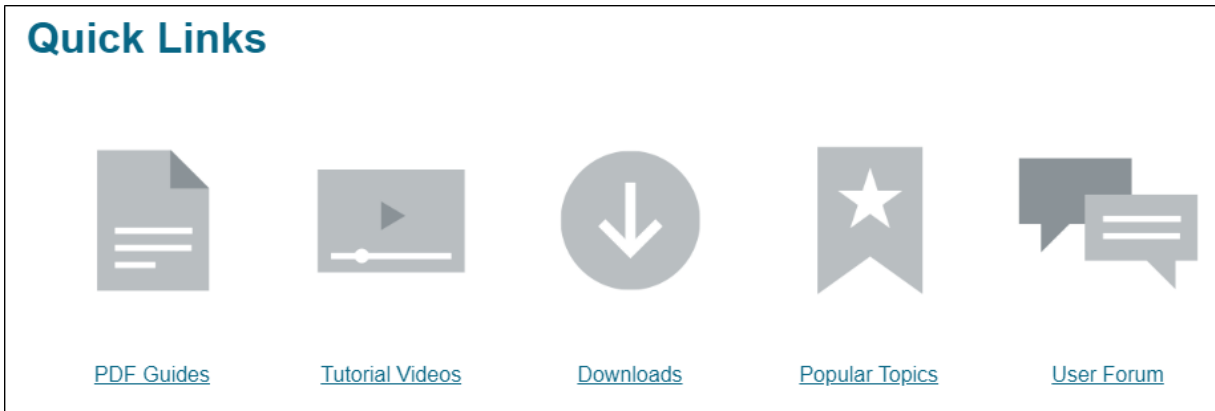 Quick Links
PDF Guides
Tutorial Videos
Downloads
Popular Topics
User Forum